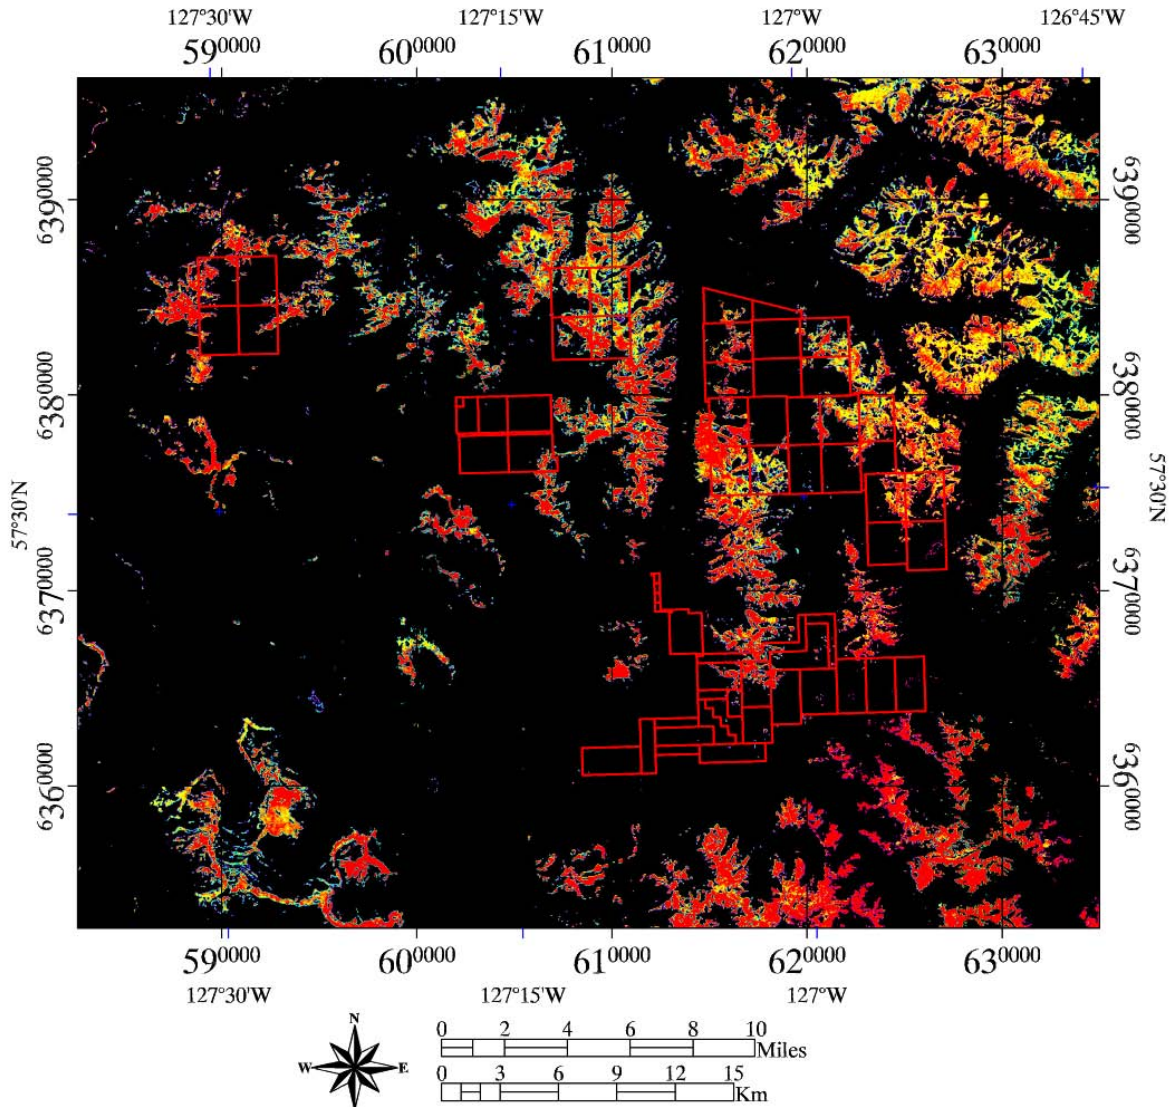 127°30'W 127°15'W 127°W 126°45'W
590000 600000 610000 620000 630000
6390000 6390000
6380000 6380000
57°30'N 57°30'N
6370000 6370000
6360000 6360000
590000 600000 610000 620000 630000
127°30'W 127°15'W 127°W
N
W E
0 2 4 6 8 10
Miles
0 3 6 9 12 15
Km